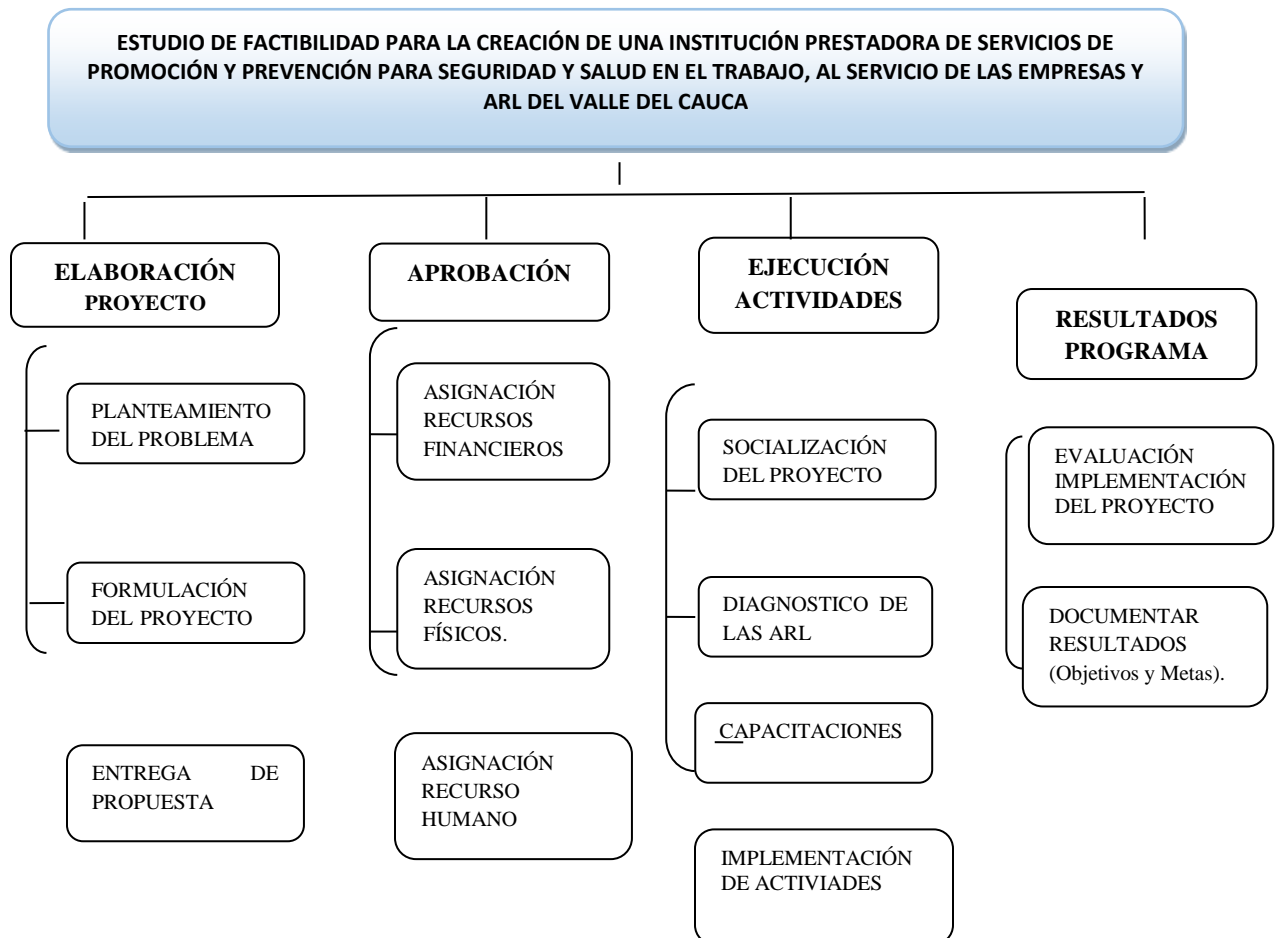 ESTUDIO DE FACTIBILIDAD PARA LA CREACIÓN DE UNA INSTITUCIÓN PRESTADORA DE SERVICIOS DE
PROMOCIÓN Y PREVENCIÓN PARA SEGURIDAD Y SALUD EN EL TRABAJO, AL SERVICIO DE LAS EMPRESAS Y
ARL DEL VALLE DEL CAUCA
ELABORACIÓN
PROYECTO
PLANTEAMIENTO
DEL PROBLEMA
FORMULACIÓN
DEL PROYECTO
ENTREGA DE
PROPUESTA
APROBACIÓN
ASIGNACIÓN
RECURSOS
FINANCIEROS
ASIGNACIÓN
RECURSOS
FÍSICOS.
ASIGNACIÓN
RECURSO
HUMANO
EJECUCIÓN
ACTIVIDADES
SOCIALIZACIÓN
DEL PROYECTO
DIAGNOSTICO DE
LAS ARL
CAPACITACIONES
IMPLEMENTACIÓN
DE ACTIVIADES
RESULTADOS
PROGRAMA
EVALUACIÓN
IMPLEMENTACIÓN
DEL PROYECTO
DOCUMENTAR
RESULTADOS
(Objetivos y Metas).